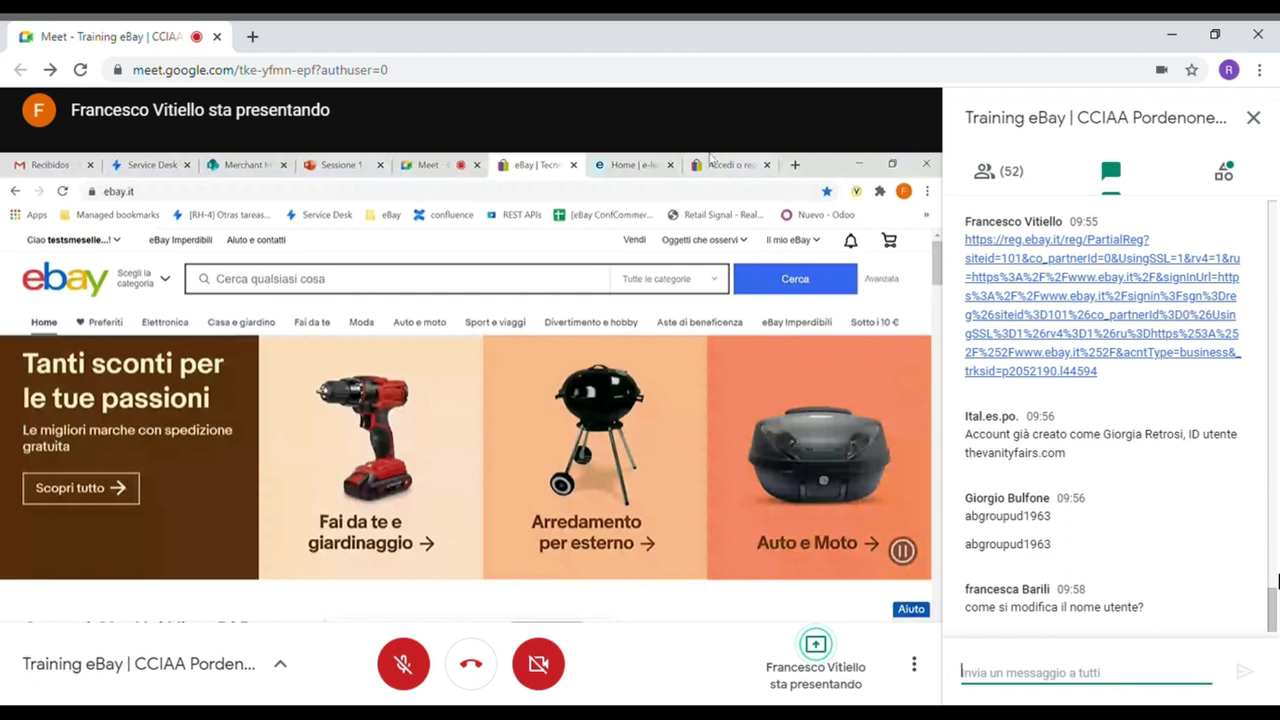 Meet - Training eBay | CCIAA
meet.google.com/tke-yfmn-epf?authuser=0
R
F
Francesco Vitiello sta presentando
Recibidos
Service Desk
Merchant
Sessione 1
Meet -
eBay | Tecn
Home | e-
Accedi o re
ebay.it
F
Apps
Managed bookmarks
[RH-4] Otras tareas...
Service Desk
eBay
confluence
REST APIs
[eBay ConfCommer...
Retail Signal - Real...
Nuevo - Odoo
»
Ciao testsmeselle...!
eBay Imperdibili
Aiuto e contatti
Vendi
Oggetti che osservi
Il mio eBay
ebay
Scegli la
categoria
Cerca qualsiasi cosa
Tutte le categorie
Cerca
Avanzata
Home
Preferiti
Elettronica
Casa e giardino
Fai da te
Moda
Auto e moto
Sport e viaggi
Divertimento e hobby
Aste di beneficenza
eBay Imperdibili
Sotto i 10 €
Tanti sconti per
le tue passioni
Le migliori marche con spedizione
gratuita
Scopri tutto →
Fai da te e
giardinaggio →
Arredamento
per esterno →
Auto e Moto →
Aiuto
Training eBay | CCIAA Porden...
Francesco Vitiello
sta presentando
Training eBay | CCIAA Pordenone...
(52)
Francesco Vitiello 09:55
https://reg.ebay.it/reg/PartialReg?
siteid=101&co_partnerId=0&UsingSSL=1&rv4=1&ru
=https%3A%2F%2Fwww.ebay.it%2F&signInUrl=http
s%3A%2F%2Fwww.ebay.it%2Fsignin%3Fsgn%3Dre
g%26siteid%3D101%26co_partnerId%3D0%26Usin
gSSL%3D1%26rv4%3D1%26ru%3Dhttps%253A%25
2F%252Fwww.ebay.it%252F&acntType=business&_
trksid=p2052190.l44594
Ital.es.po. 09:56
Account già creato come Giorgia Retrosi, ID utente
thevanityfairs.com
Giorgio Bulfone 09:56
abgroupud1963
abgroupud1963
francesca Barili 09:58
come si modifica il nome utente?
Invia un messaggio a tutti